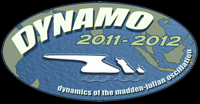 DYNAMO
2011-2012
dynamics of the madden-julian oscillation